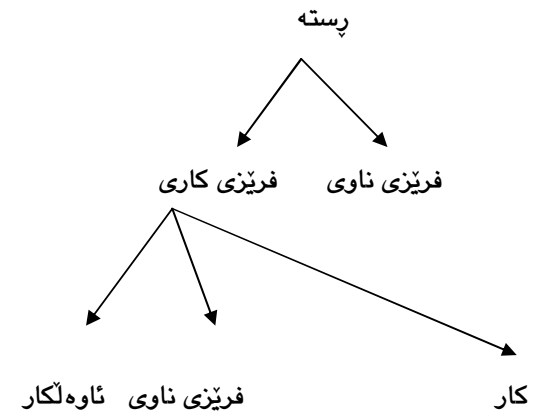 ڕستە
فرێزی ناوی فرێزی کاری
کار فرێزی ناوی ئاوەڵکار